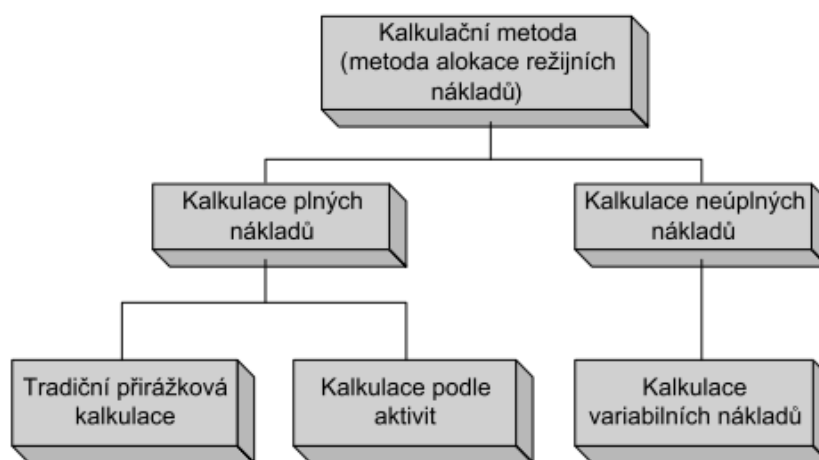 Kalkulační metoda
(metoda alokace režijních
nákladů)
Kalkulace plných
nákladů
Kalkulace neúplných
nákladů
Tradiční přirážková
kalkulace
Kalkulace podle
aktivit
Kalkulace
variabilních nákladů